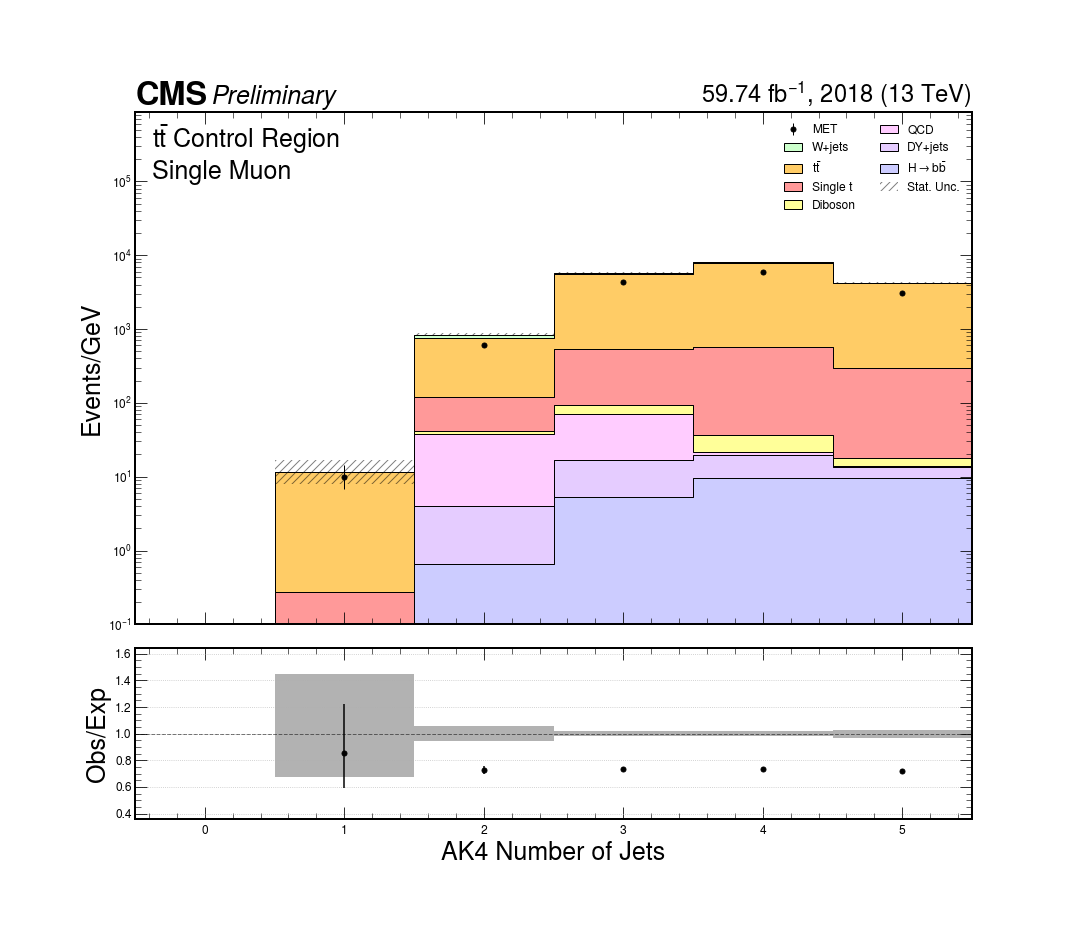 CMS Preliminary
59.74 fb⁻¹, 2018 (13 TeV)
tt̄ Control Region
Single Muon
MET
W+jets
tt̄
Single t
Diboson
QCD
DY+jets
H→bb̄
Stat. Unc.
Events/GeV
10⁵
10⁴
10³
10²
10¹
10⁰
10⁻¹
Obs/Exp
1.6
1.4
1.2
1.0
0.8
0.6
0.4
0 1 2 3 4 5
AK4 Number of Jets